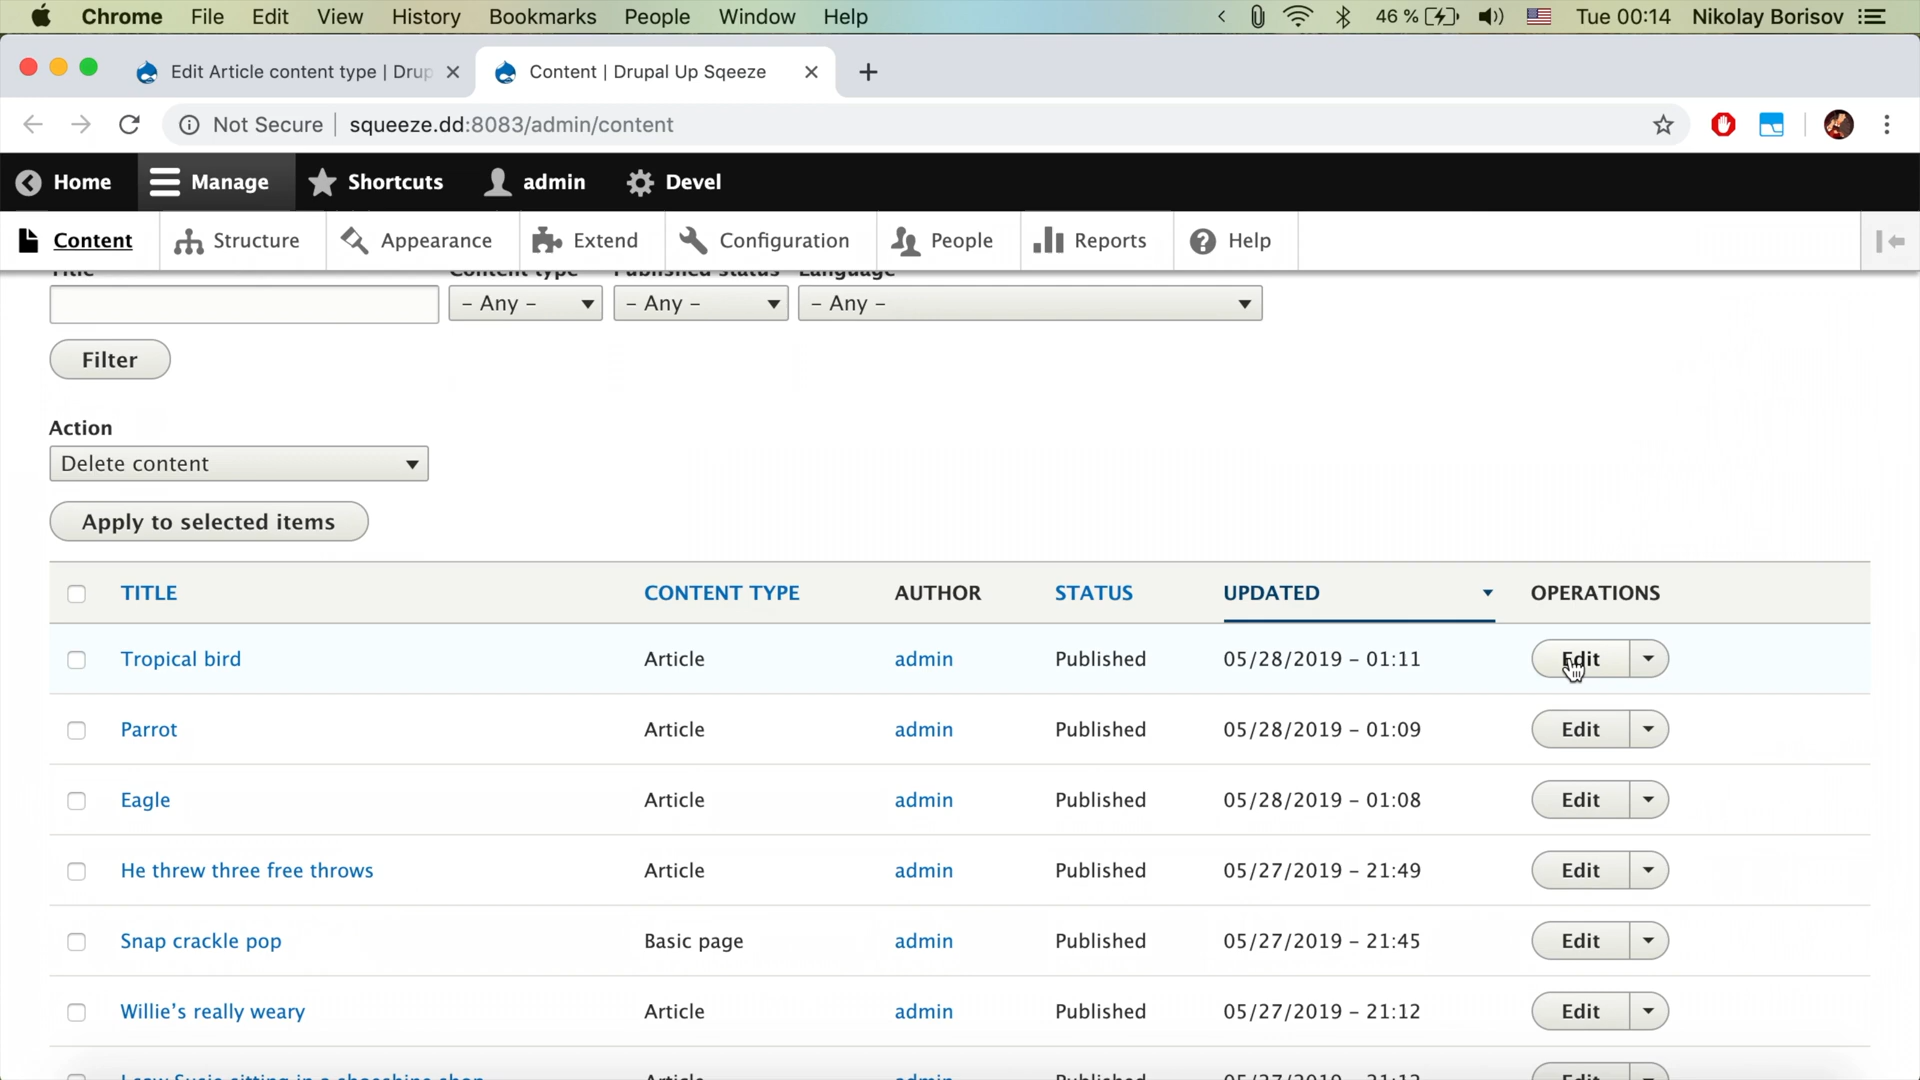 Chrome File Edit View History Bookmarks People Window Help 46 % Tue 00:14 Nikolay Borisov
Edit Article content type | Drup Content | Drupal Up Sqeeze
Not Secure squeeze.dd:8083/admin/content
Home Manage Shortcuts admin Devel
Content Structure Appearance Extend Configuration People Reports Help
Title Content type Published status Language
– Any – – Any – – Any –
Filter
Action
Delete content
Apply to selected items
TITLE CONTENT TYPE AUTHOR STATUS UPDATED OPERATIONS
Tropical bird Article admin Published 05/28/2019 – 01:11 Edit
Parrot Article admin Published 05/28/2019 – 01:09 Edit
Eagle Article admin Published 05/28/2019 – 01:08 Edit
He threw three free throws Article admin Published 05/27/2019 – 21:49 Edit
Snap crackle pop Basic page admin Published 05/27/2019 – 21:45 Edit
Willie’s really weary Article admin Published 05/27/2019 – 21:12 Edit
I saw Susie sitting in a shoeshine shop Article admin Published 05/27/2019 – 21:12 Edit